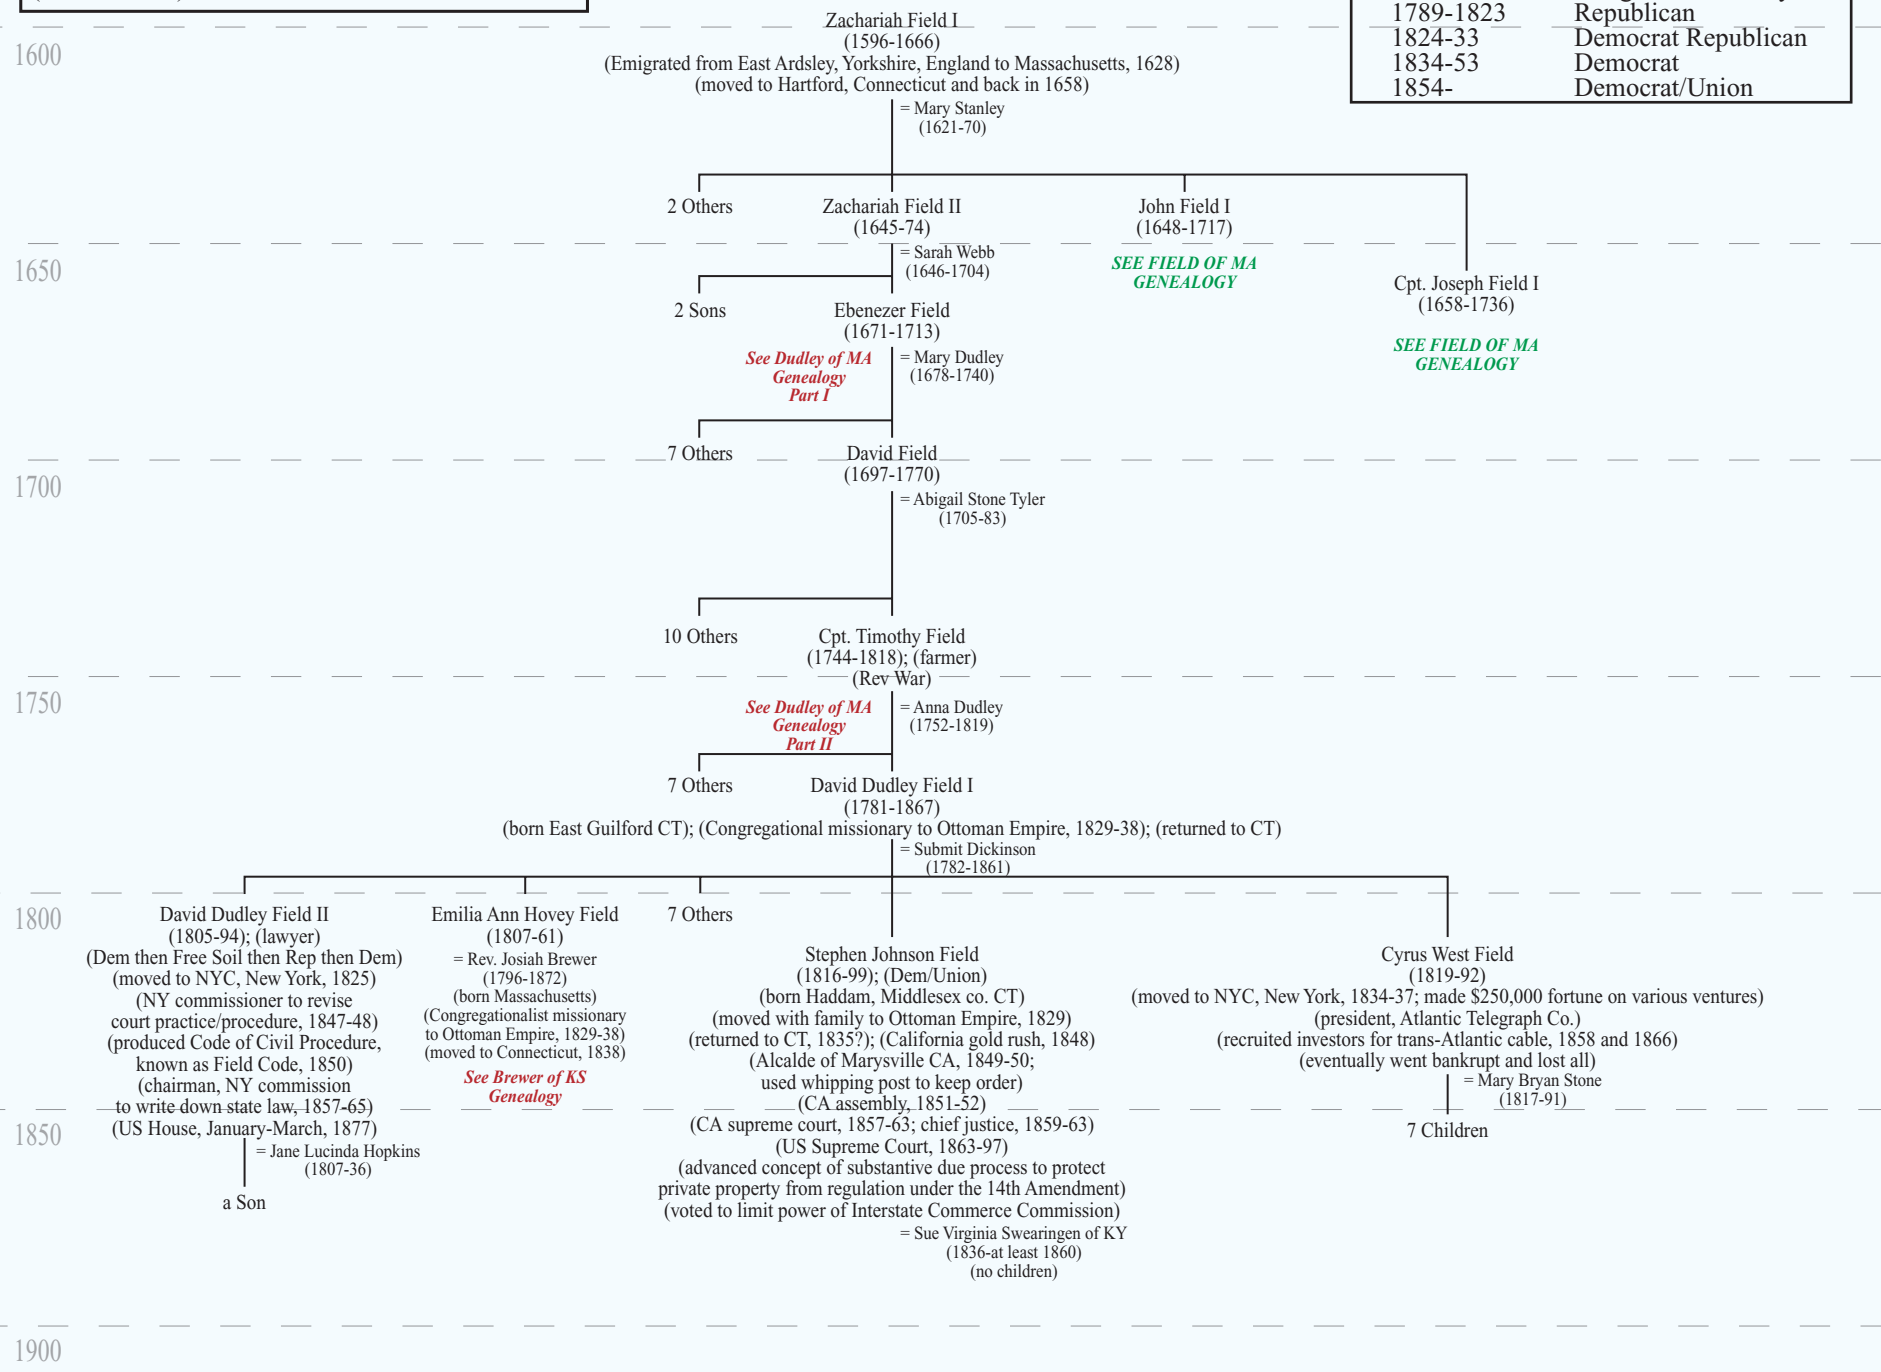 1789-1823 Republican
1824-33 Democrat Republican
1834-53 Democrat
1854- Democrat/Union
1600
Zachariah Field I
(1596-1666)
(Emigrated from East Ardsley, Yorkshire, England to Massachusetts, 1628)
(moved to Hartford, Connecticut and back in 1658)
= Mary Stanley
(1621-70)
2 Others
Zachariah Field II
(1645-74)
John Field I
(1648-1717)
SEE FIELD OF MA
GENEALOGY
Cpt. Joseph Field I
(1658-1736)
SEE FIELD OF MA
GENEALOGY
1650
= Sarah Webb
(1646-1704)
2 Sons
Ebenezer Field
(1671-1713)
See Dudley of MA
Genealogy
Part I
= Mary Dudley
(1678-1740)
7 Others
David Field
(1697-1770)
1700
= Abigail Stone Tyler
(1705-83)
10 Others
Cpt. Timothy Field
(1744-1818); (farmer)
(Rev War)
1750
See Dudley of MA
Genealogy
Part II
= Anna Dudley
(1752-1819)
7 Others
David Dudley Field I
(1781-1867)
(born East Guilford CT); (Congregational missionary to Ottoman Empire, 1829-38); (returned to CT)
= Submit Dickinson
(1782-1861)
1800
David Dudley Field II
(1805-94); (lawyer)
(Dem then Free Soil then Rep then Dem)
(moved to NYC, New York, 1825)
(NY commissioner to revise
court practice/procedure, 1847-48)
(produced Code of Civil Procedure,
known as Field Code, 1850)
(chairman, NY commission
to write down state law, 1857-65)
(US House, January-March, 1877)
= Jane Lucinda Hopkins
(1807-36)
a Son
Emilia Ann Hovey Field
(1807-61)
= Rev. Josiah Brewer
(1796-1872)
(born Massachusetts)
(Congregationalist missionary
to Ottoman Empire, 1829-38)
(moved to Connecticut, 1838)
See Brewer of KS
Genealogy
7 Others
Stephen Johnson Field
(1816-99); (Dem/Union)
(born Haddam, Middlesex co. CT)
(moved with family to Ottoman Empire, 1829)
(returned to CT, 1835?); (California gold rush, 1848)
(Alcalde of Marysville CA, 1849-50;
used whipping post to keep order)
(CA assembly, 1851-52)
(CA supreme court, 1857-63; chief justice, 1859-63)
(US Supreme Court, 1863-97)
(advanced concept of substantive due process to protect
private property from regulation under the 14th Amendment)
(voted to limit power of Interstate Commerce Commission)
= Sue Virginia Swearingen of KY
(1836-at least 1860)
(no children)
Cyrus West Field
(1819-92)
(moved to NYC, New York, 1834-37; made $250,000 fortune on various ventures)
(president, Atlantic Telegraph Co.)
(recruited investors for trans-Atlantic cable, 1858 and 1866)
(eventually went bankrupt and lost all)
= Mary Bryan Stone
(1817-91)
7 Children
1850
1900